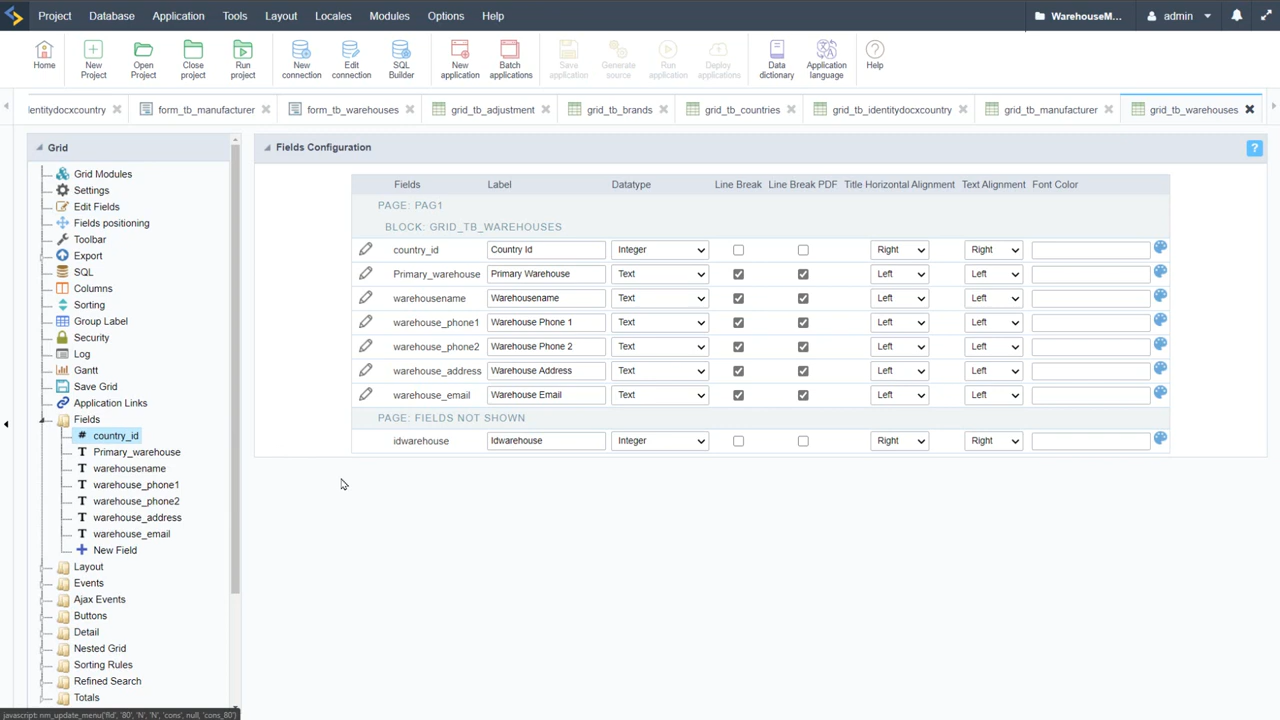 Project Database Application Tools Layout Locales Modules Options Help WarehouseM... admin
Home New Project Open Project Close project Run project New connection Edit connection SQL Builder New application Batch applications Save application Generate source Run application Deploy applications Data dictionary Application language Help
identitydocxcountry form_tb_manufacturer form_tb_warehouses grid_tb_adjustment grid_tb_brands grid_tb_countries grid_tb_identitydocxcountry grid_tb_manufacturer grid_tb_warehouses
Grid
Grid Modules
Settings
Edit Fields
Fields positioning
Toolbar
Export
SQL
Columns
Sorting
Group Label
Security
Log
Gantt
Save Grid
Application Links
Fields
# country_id
T Primary_warehouse
T warehousename
T warehouse_phone1
T warehouse_phone2
T warehouse_address
T warehouse_email
+ New Field
Layout
Events
Ajax Events
Buttons
Detail
Nested Grid
Sorting Rules
Refined Search
Totals
Fields Configuration ?
Fields Label Datatype Line Break Line Break PDF Title Horizontal Alignment Text Alignment Font Color
PAGE: PAG1
BLOCK: GRID_TB_WAREHOUSES
country_id Country Id Integer Right Right
Primary_warehouse Primary Warehouse Text Left Left
warehousename Warehousename Text Left Left
warehouse_phone1 Warehouse Phone 1 Text Left Left
warehouse_phone2 Warehouse Phone 2 Text Left Left
warehouse_address Warehouse Address Text Left Left
warehouse_email Warehouse Email Text Left Left
PAGE: FIELDS NOT SHOWN
idwarehouse Idwarehouse Integer Right Right
javascript: nm_update_menu('fld', '80', 'N', 'N', 'cons', null, 'cons_80')